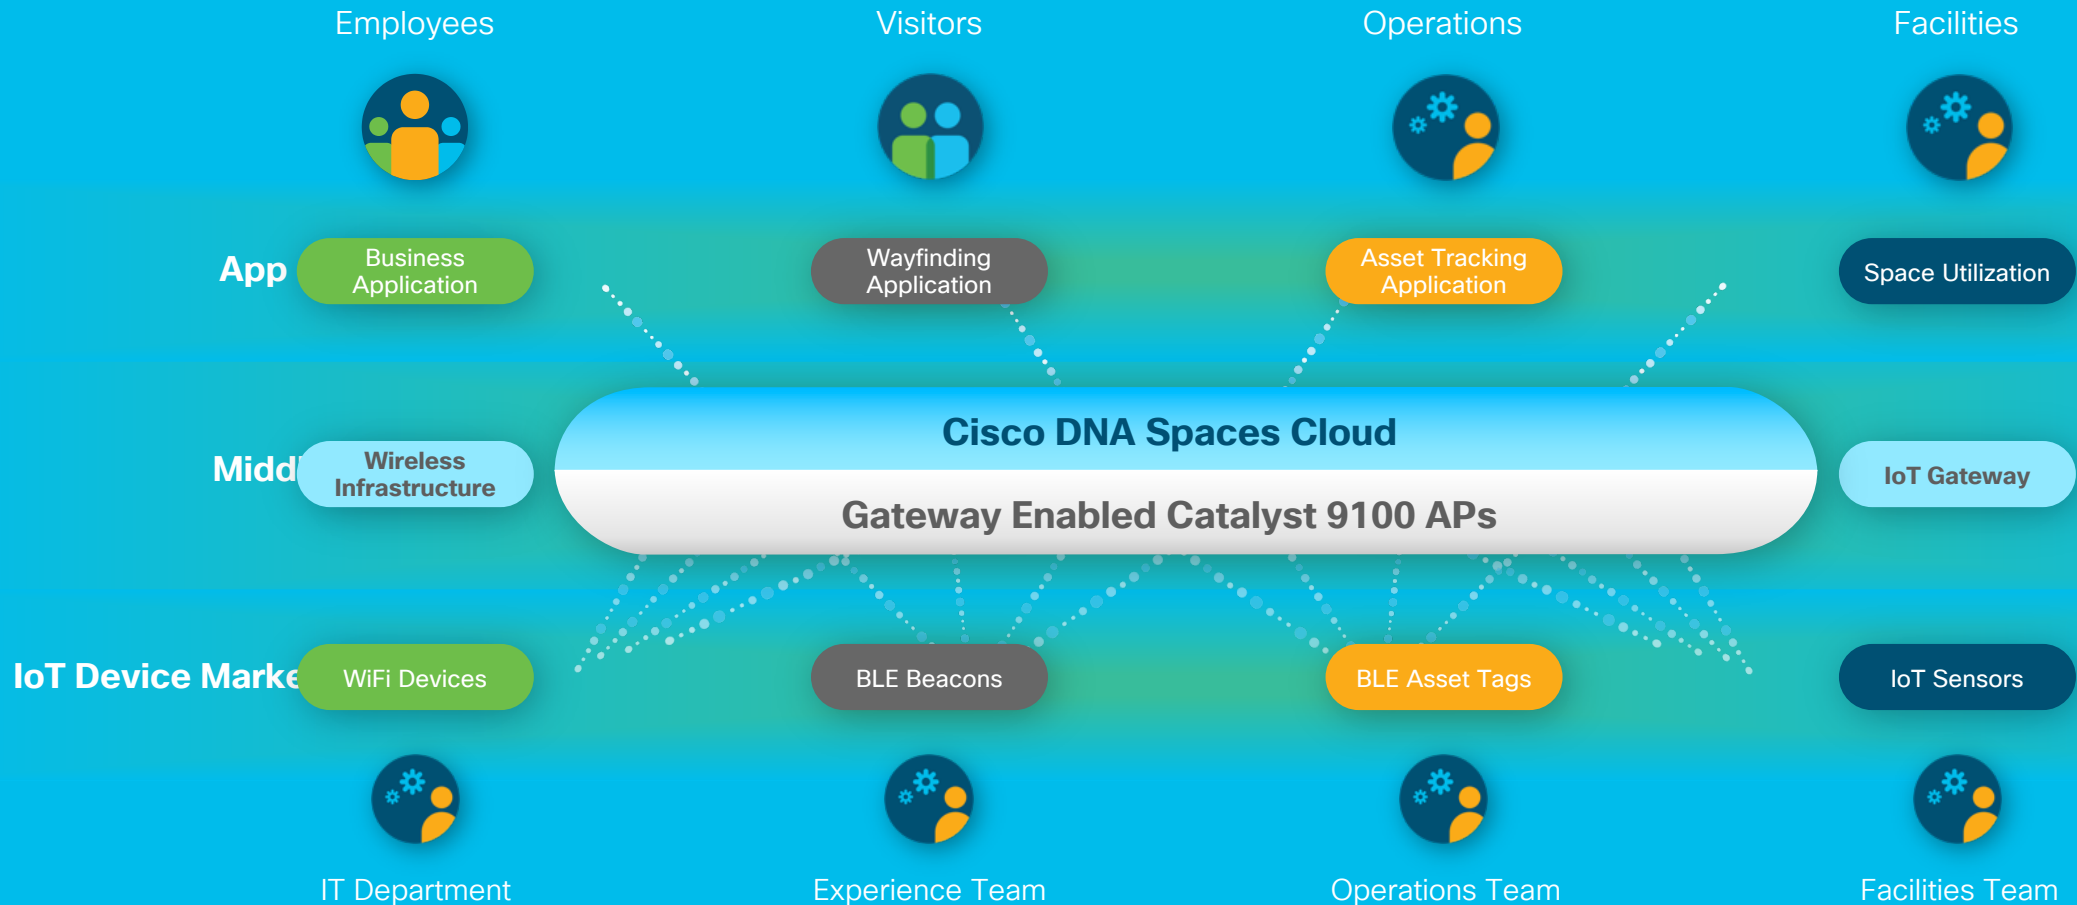 Employees
Visitors
Operations
Facilities
App
Business
Application
Wayfinding
Application
Asset Tracking
Application
Space Utilization
Cisco DNA Spaces Cloud
Midd
Wireless
Infrastructure
IoT Gateway
Gateway Enabled Catalyst 9100 APs
IoT Device Marke
WiFi Devices
BLE Beacons
BLE Asset Tags
IoT Sensors
IT Department
Experience Team
Operations Team
Facilities Team